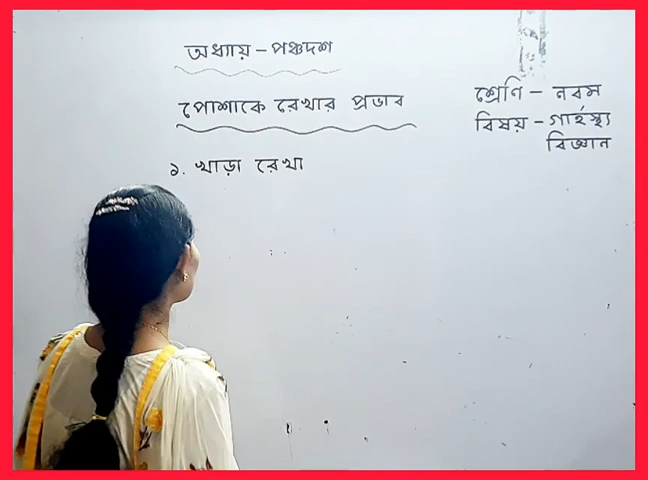 অধ্যায় – পঞ্চদশ
পোশাকে রেখার প্রভাব
শ্রেণি – নবম
বিষয় – গার্হস্থ্য
বিজ্ঞান
১. খাড়া রেখা